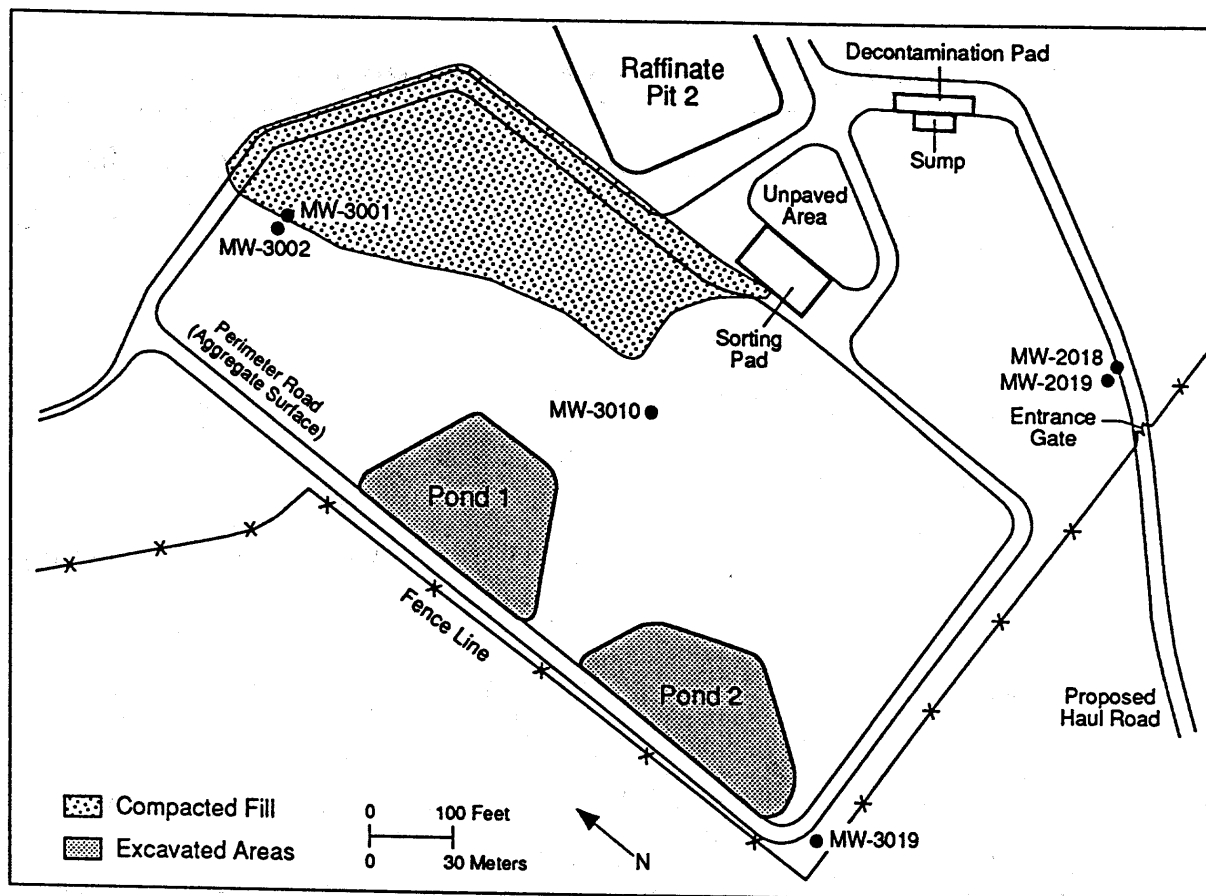 Raffinate
Pit 2
Decontamination Pad
Sump
Unpaved
Area
MW-3001
MW-3002
Sorting
Pad
Perimeter Road
(Aggregate Surface)
MW-2018
MW-2019
MW-3010
Entrance
Gate
Pond 1
Fence Line
Pond 2
Proposed
Haul Road
Compacted Fill
Excavated Areas
0 100 Feet
0 30 Meters
N
MW-3019